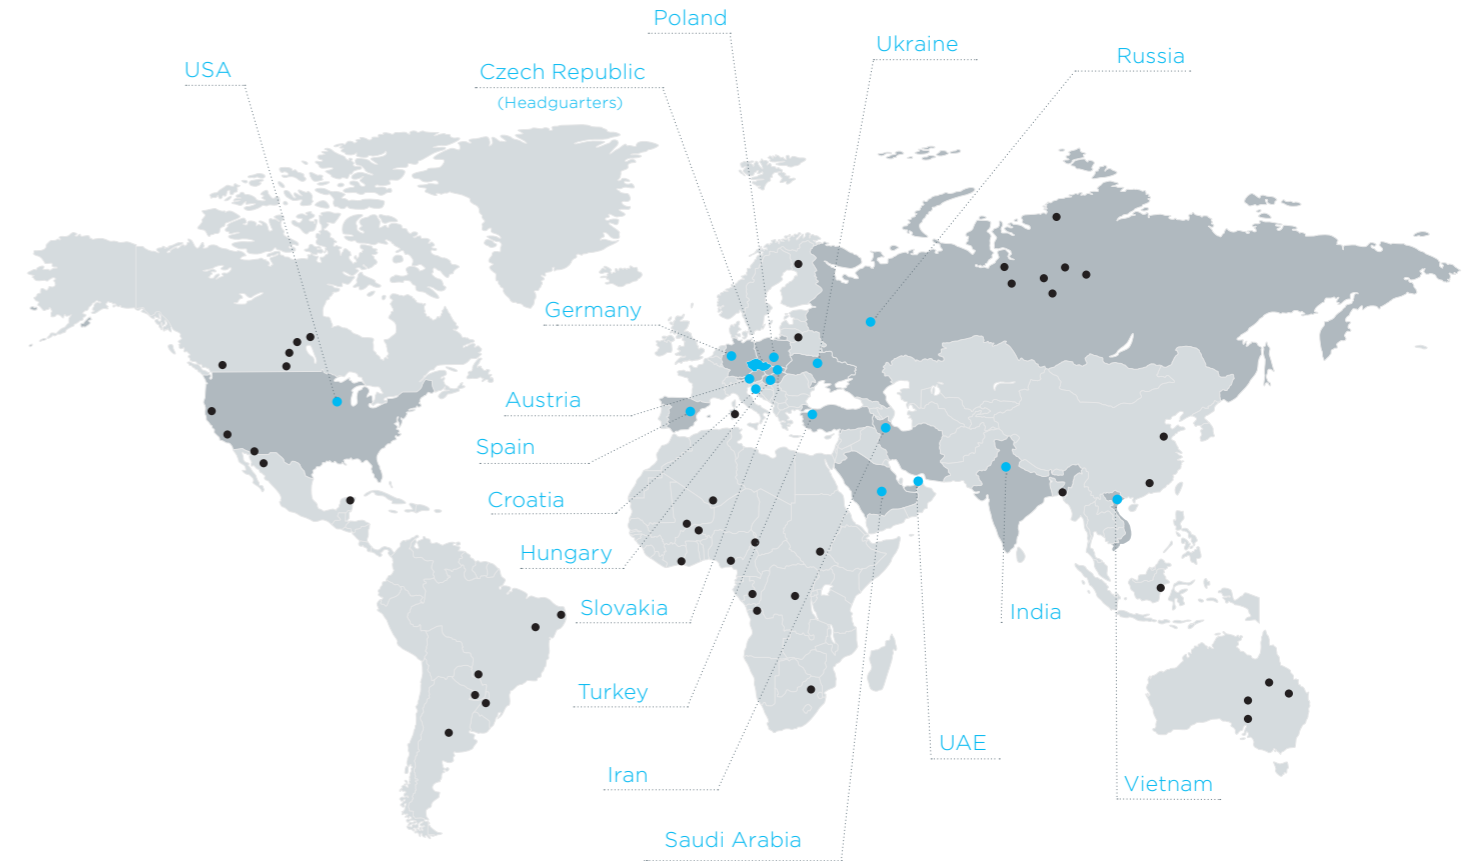 Poland
Ukraine
Russia
USA
Czech Republic
(Headguarters)
Germany
Austria
Spain
Croatia
Hungary
Slovakia
India
Turkey
UAE
Iran
Vietnam
Saudi Arabia